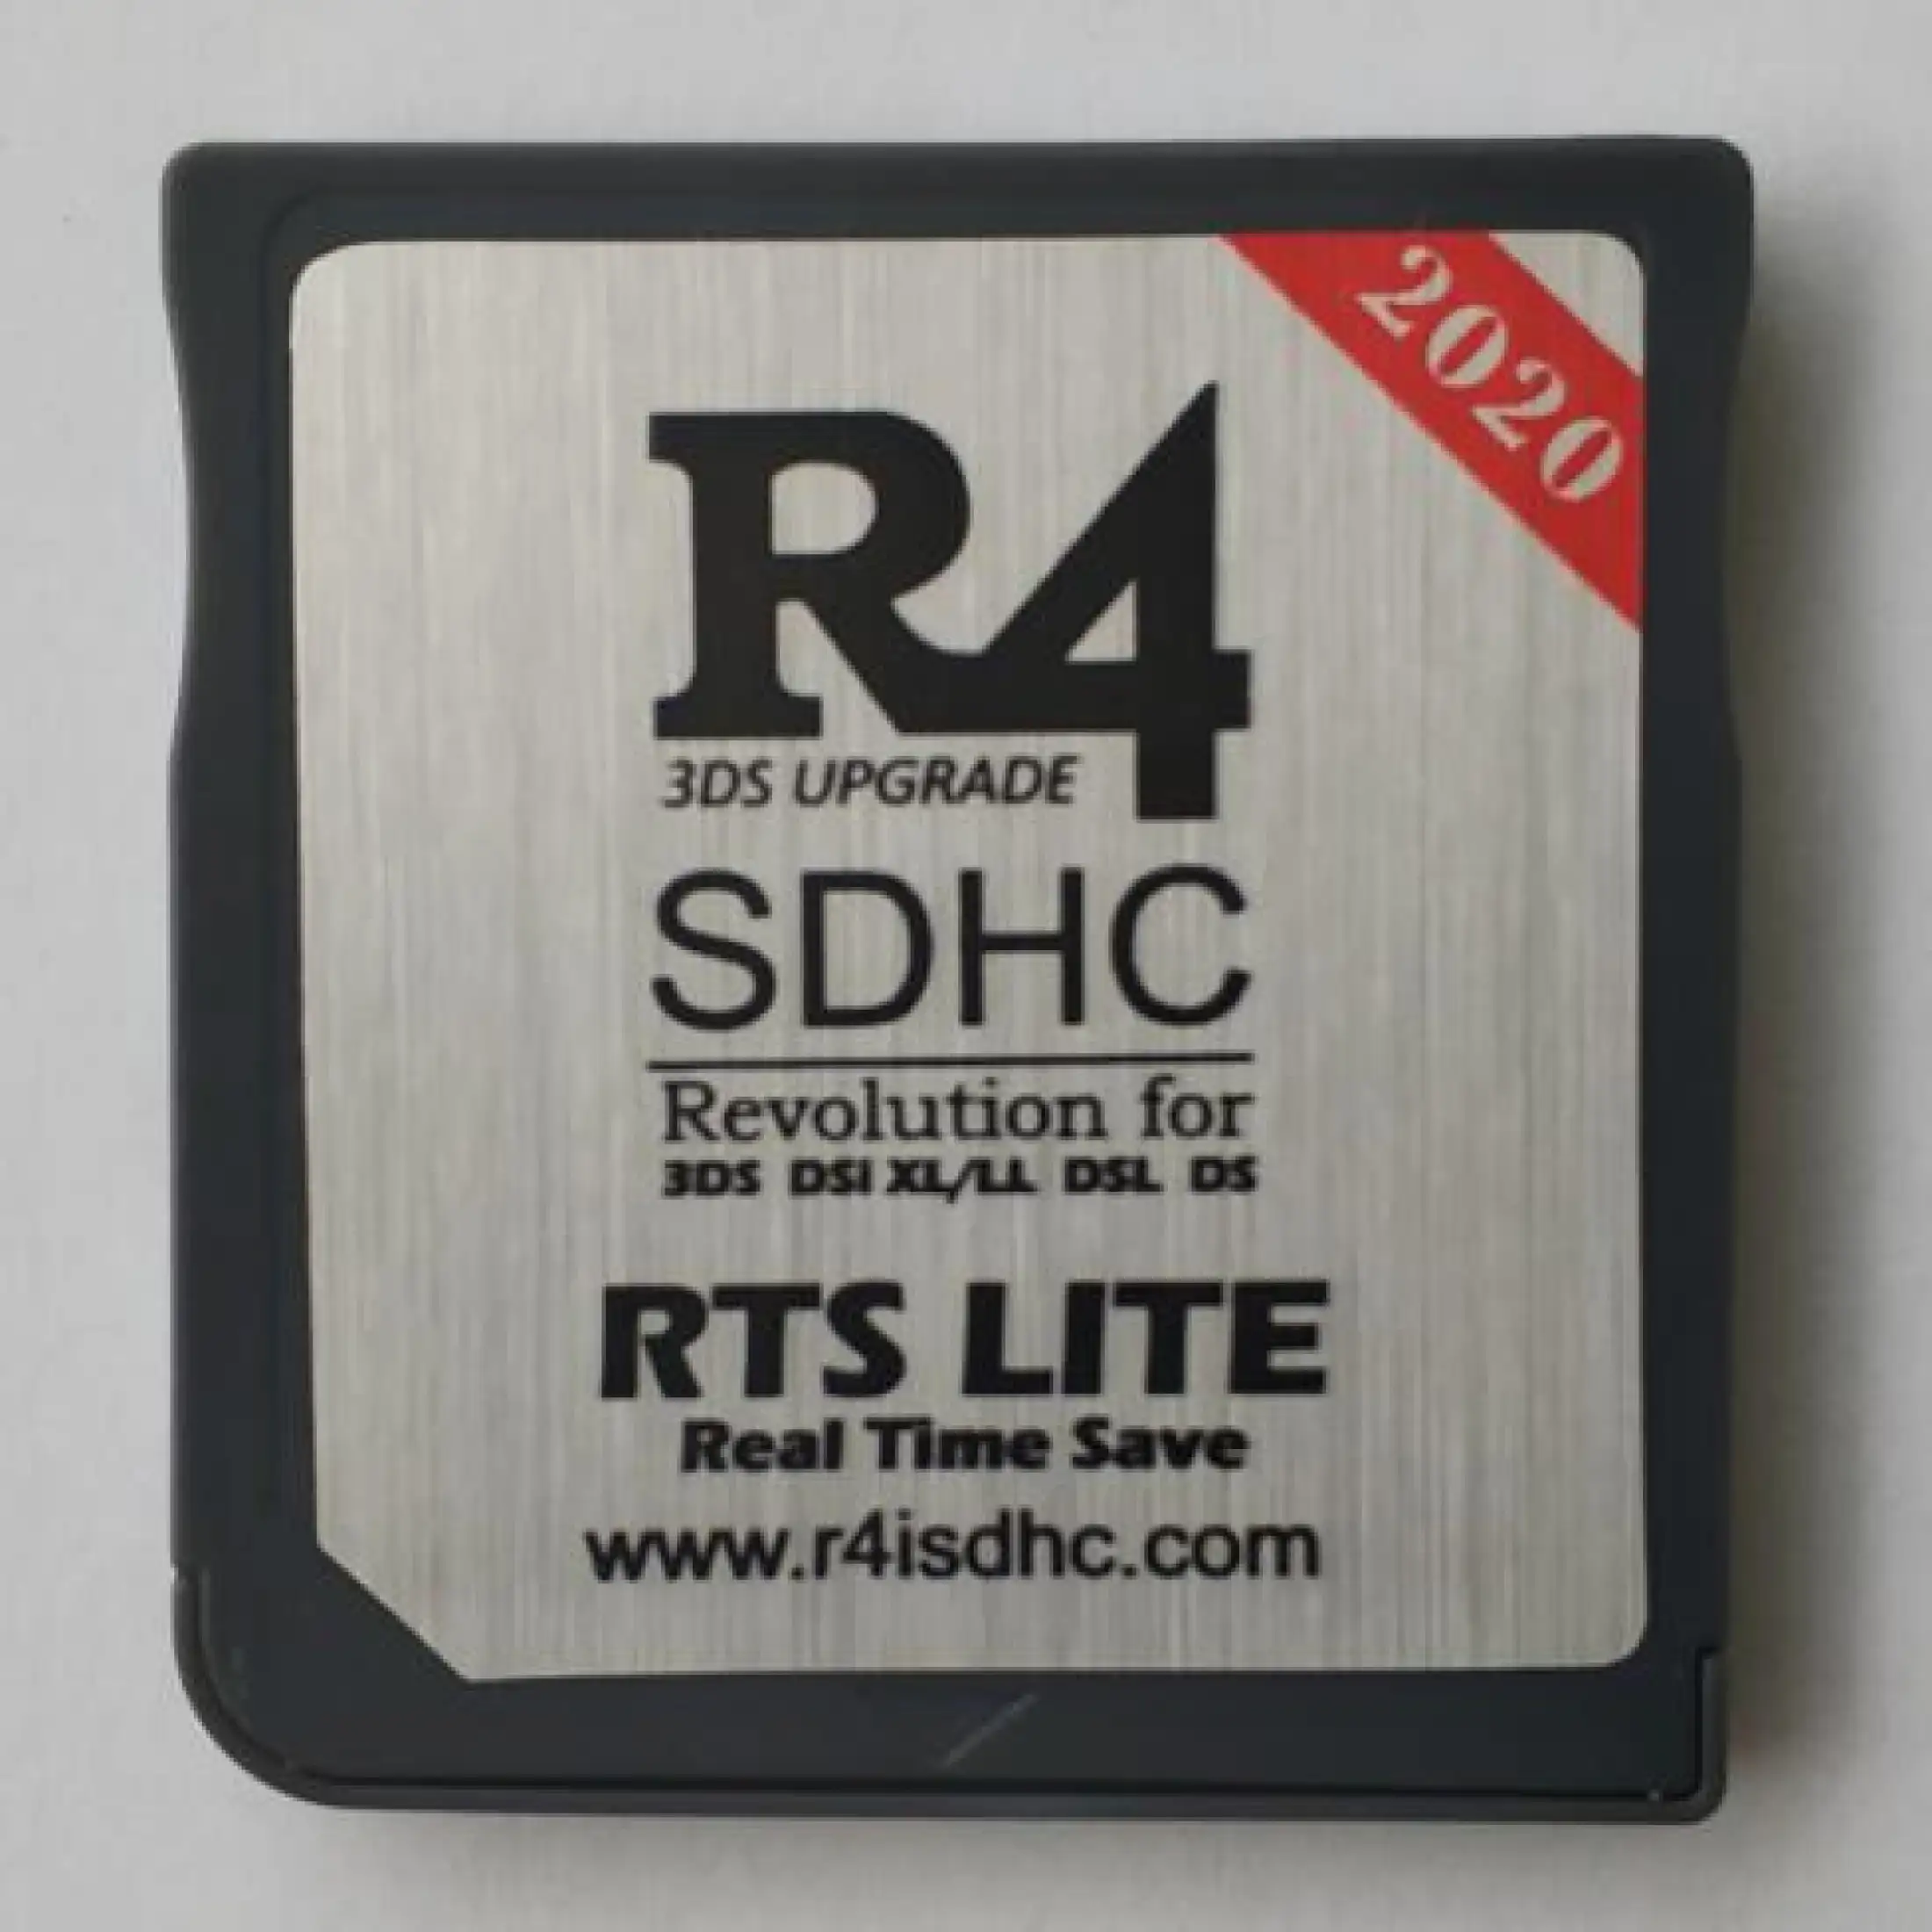 2020
R4
3DS UPGRADE
SDHC
Revolution for
3DS DSi XL/LL DSL DS
RTS LITE
Real Time Save
www.r4isdhc.com